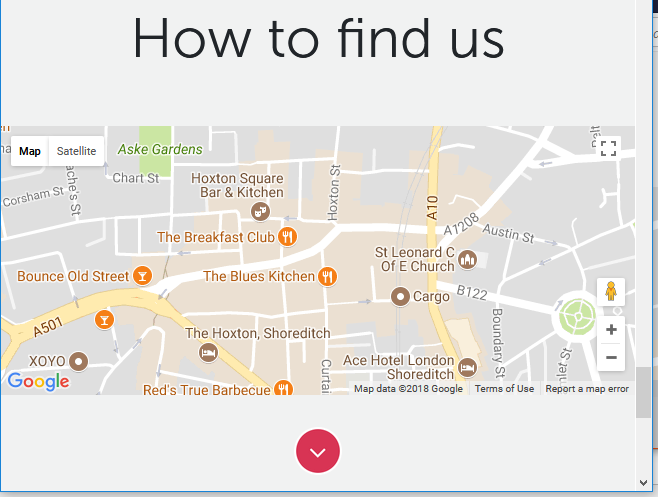 How to find us
Map
Satellite
Aske Gardens
Chart St
Corsham St
ache's St
Hoxton Square
Bar & Kitchen
Hoxton St
A10
A1208
Austin St
The Breakfast Club
St Leonard C
Of E Church
Bounce Old Street
The Blues Kitchen
Cargo
B122
A501
The Hoxton, Shoreditch
Boundary St
XOYO
Ace Hotel London
Shoreditch
Curtai
nlet St
Google
Red's True Barbecue
Map data ©2018 Google
Terms of Use
Report a map error